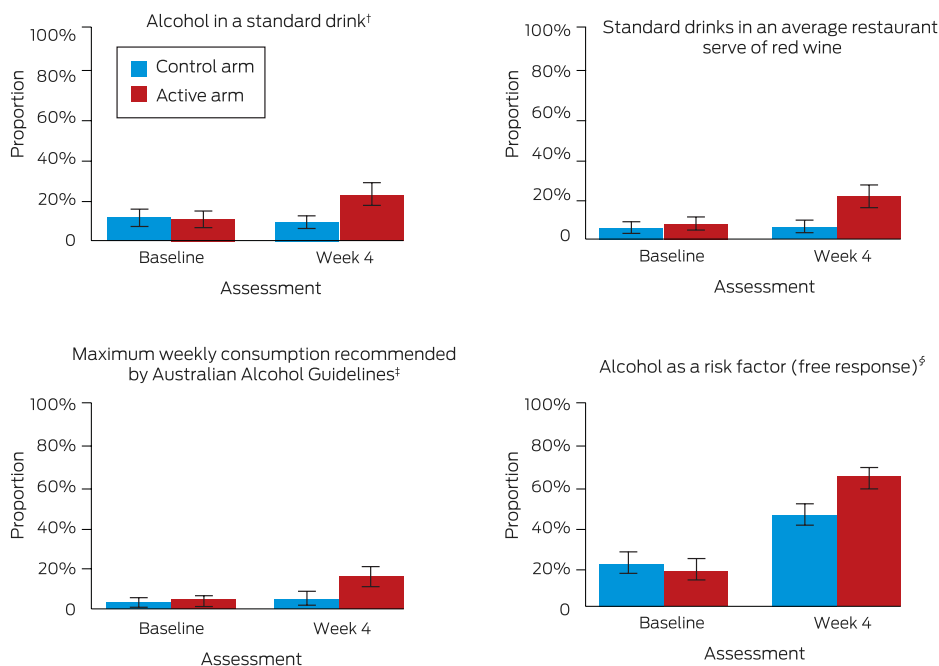 Alcohol in a standard drink†
100%
80%
60%
40%
20%
0
Proportion
Control arm
Active arm
Baseline
Week 4
Assessment
Standard drinks in an average restaurant
serve of red wine
100%
80%
60%
40%
20%
0
Proportion
Baseline
Week 4
Assessment
Maximum weekly consumption recommended
by Australian Alcohol Guidelines‡
100%
80%
60%
40%
20%
0
Proportion
Baseline
Week 4
Assessment
Alcohol as a risk factor (free response)§
100%
80%
60%
40%
20%
0
Proportion
Baseline
Week 4
Assessment